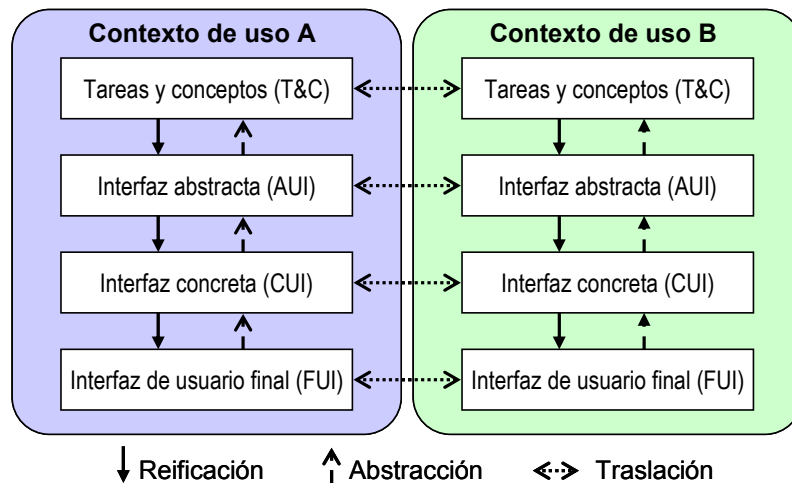 Contexto de uso A
Contexto de uso B
Tareas y conceptos (T&C)
Tareas y conceptos (T&C)
Interfaz abstracta (AUI)
Interfaz abstracta (AUI)
Interfaz concreta (CUI)
Interfaz concreta (CUI)
Interfaz de usuario final (FUI)
Interfaz de usuario final (FUI)
Reificación
Abstracción
Traslación